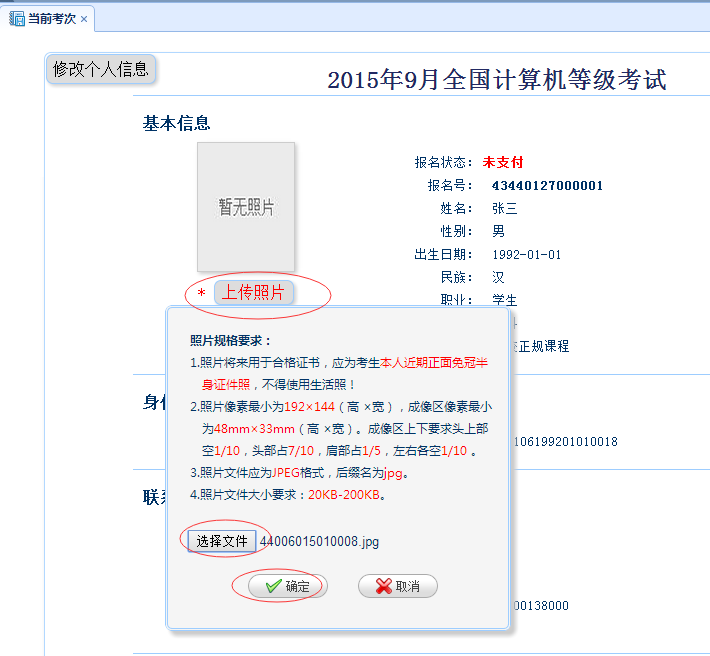 当前考次 ×
修改个人信息
2015年9月全国计算机等级考试
基本信息
暂无照片
* 上传照片
报名状态： 未支付
报名号： 43440127000001
姓名： 张三
性别： 男
出生日期： 1992-01-01
民族： 汉
职业： 学生
正规课程
照片规格要求：
1.照片将来用于合格证书，应为考生本人近期正面免冠半
身证件照，不得使用生活照！
2.照片像素最小为192×144（高 ×宽），成像区像素最小
为48mm×33mm（高 ×宽）。成像区上下要求头上部
空1/10，头部占7/10，肩部占1/5，左右各空1/10 。
3.照片文件应为JPEG格式，后缀名为jpg。
4.照片文件大小要求：20KB-200KB。
选择文件 44006015010008.jpg
确定 取消
身
106199201010018
联
00138000